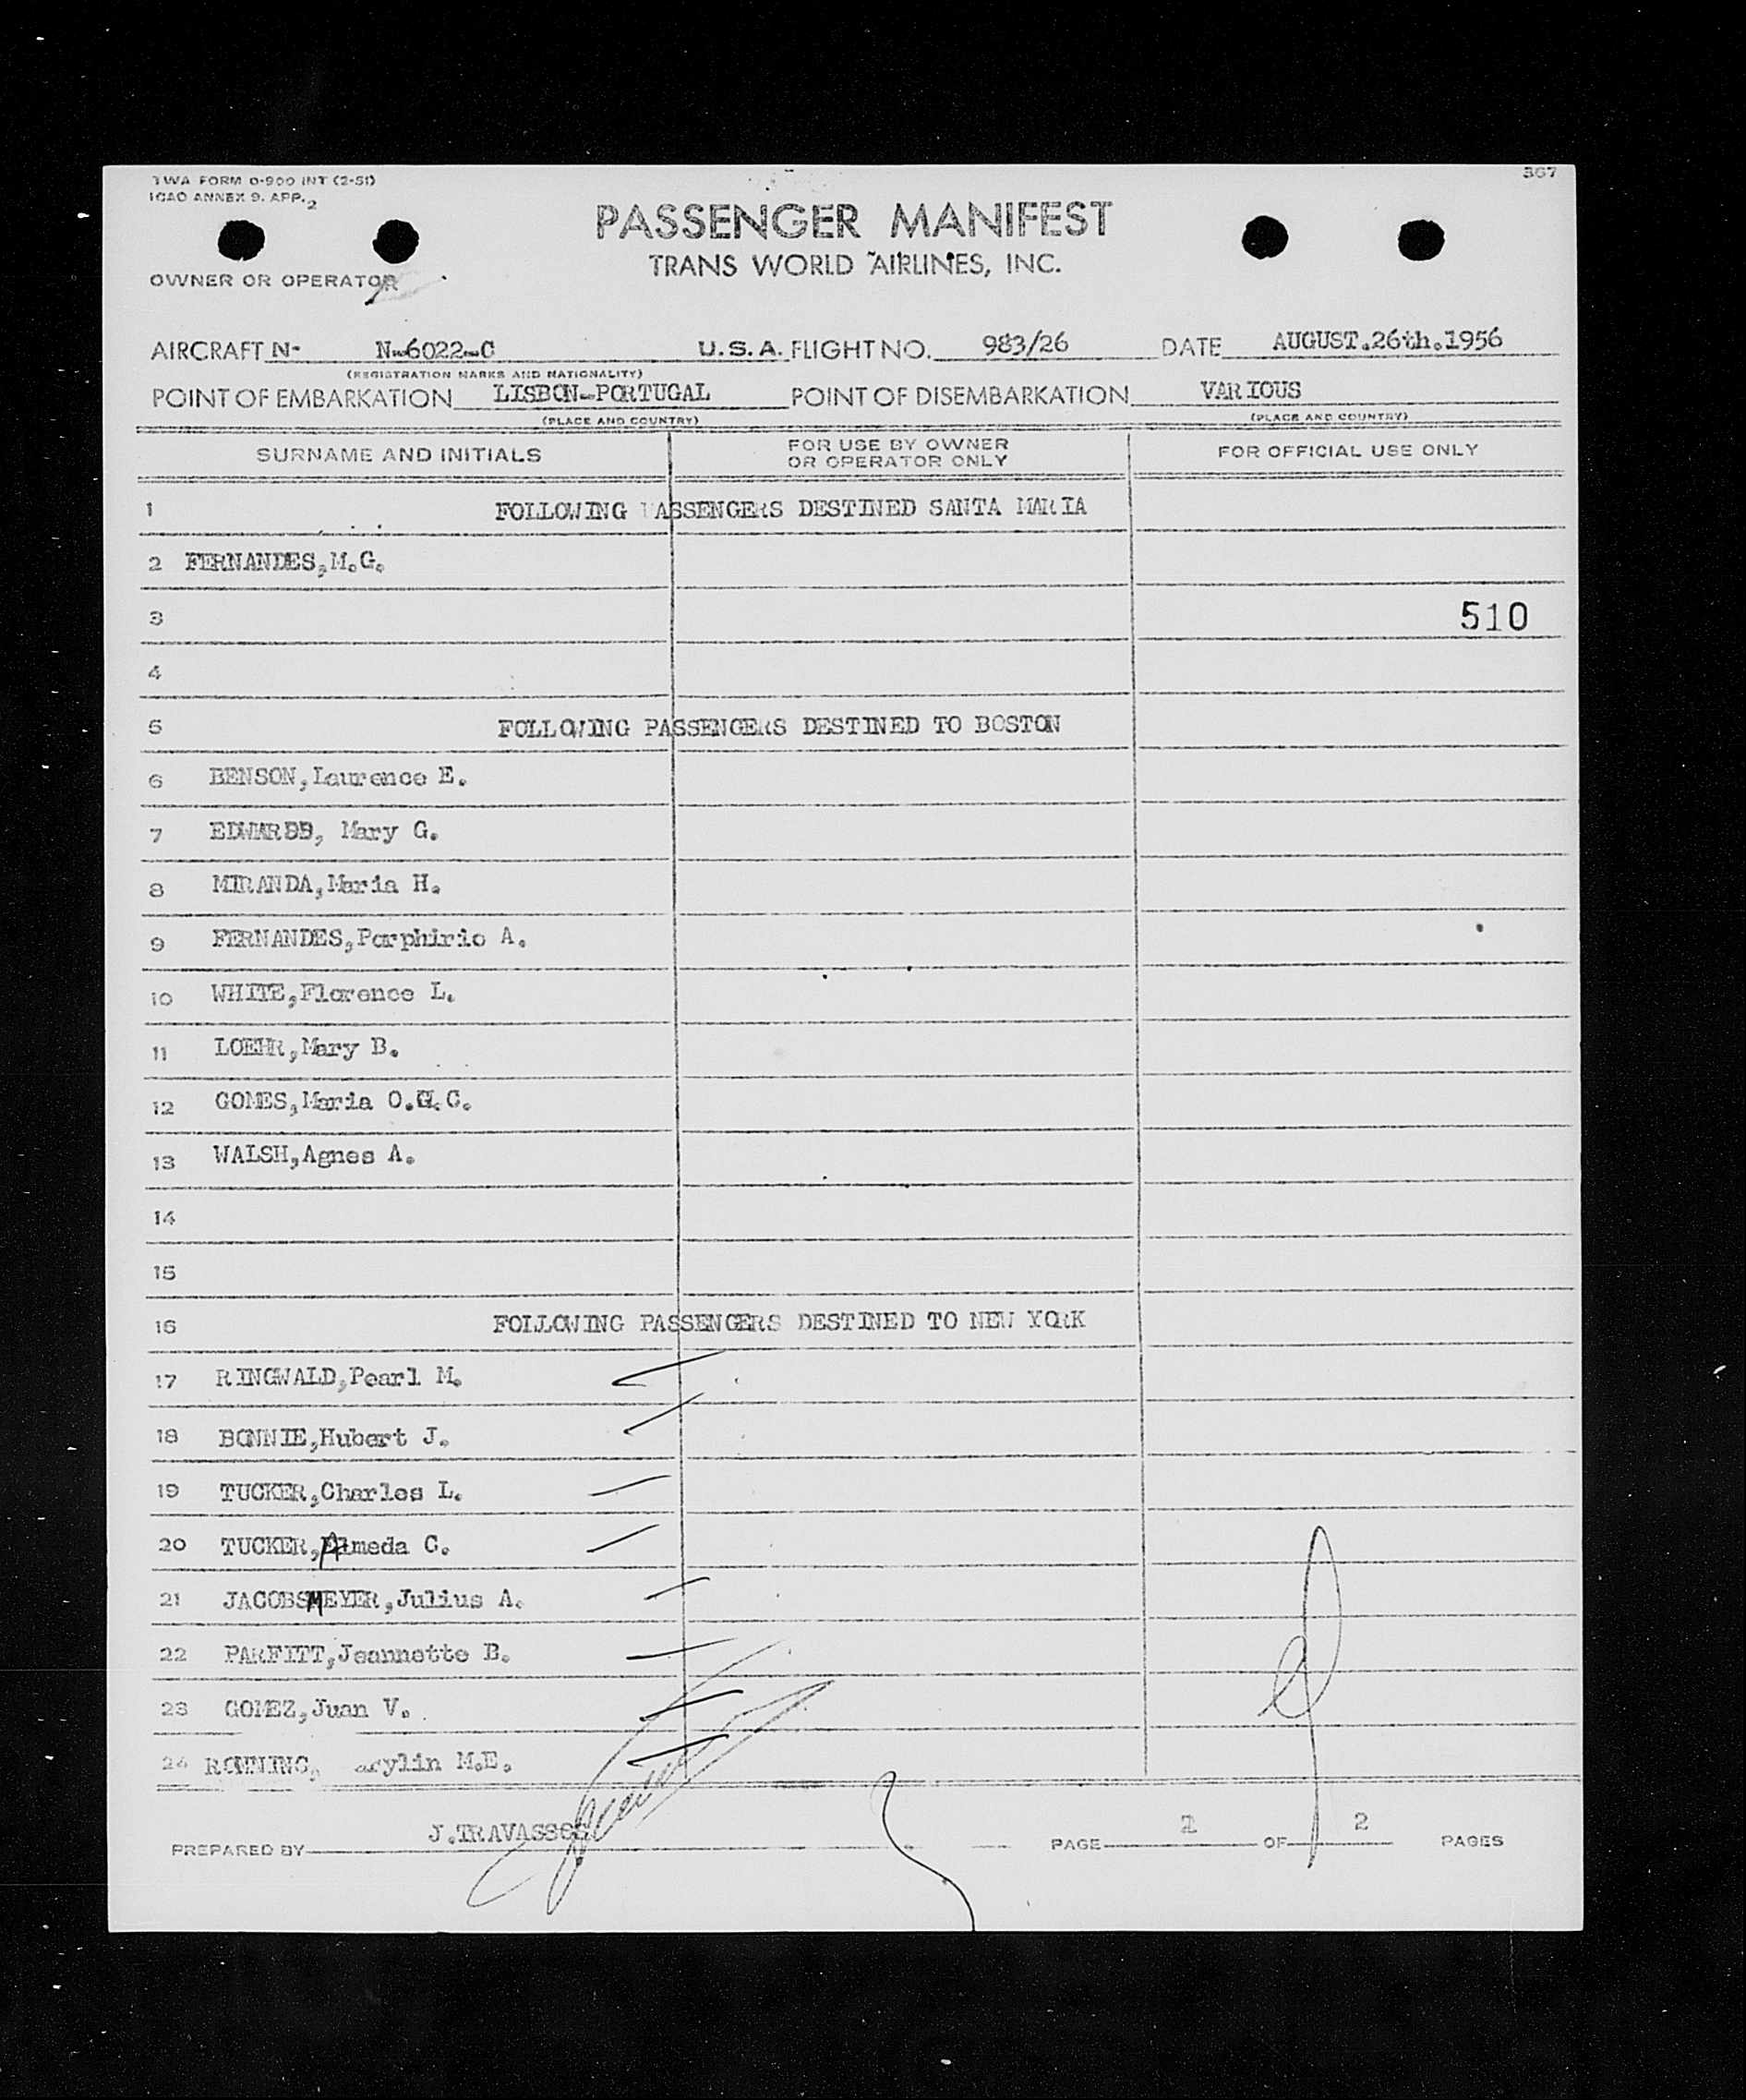 TWA FORM 0-900 INT (2-51)
ICAO ANNEX 9. APP. 2
367
PASSENGER MANIFEST
TRANS WORLD AIRLINES, INC.
OWNER OR OPERATOR
AIRCRAFT N- N-6022-C U.S.A. FLIGHT NO. 983/26 DATE AUGUST.26th.1956
(REGISTRATION MARKS AND NATIONALITY)
POINT OF EMBARKATION LISBON-PORTUGAL POINT OF DISEMBARKATION VARIOUS
(PLACE AND COUNTRY) (PLACE AND COUNTRY)
SURNAME AND INITIALS FOR USE BY OWNER OR OPERATOR ONLY FOR OFFICIAL USE ONLY
1 FOLLOWING PASSENGERS DESTINED SANTA MARIA
2 FERNANDES,M.G.
3 510
4
5 FOLLOWING PASSENGERS DESTINED TO BOSTON
6 BENSON,Laurence E.
7 Mary G.
8 MIRANDA,Maria H.
9 FERNANDES,Porphirio A.
10 WHITE,Florence L.
11 LOEHR,Mary B.
12 GOMES,Maria
13 WALSH,Agnes A.
14
15
16 FOLLOWING PASSENGERS DESTINED TO NEW YORK
17 RINGWALD,Pearl M.
18 BONNIE,Hubert J.
19 TUCKER,Charles L.
20 TUCKER,Almeda C.
21 JACOBSMEYER,Julius A.
22 PARFITT,Jeannette B.
23 GOMEZ,Juan V.
24 RONNING, arylin M.E.
PREPARED BY J.TRAVASSOS PAGE 1 OF 2 PAGES